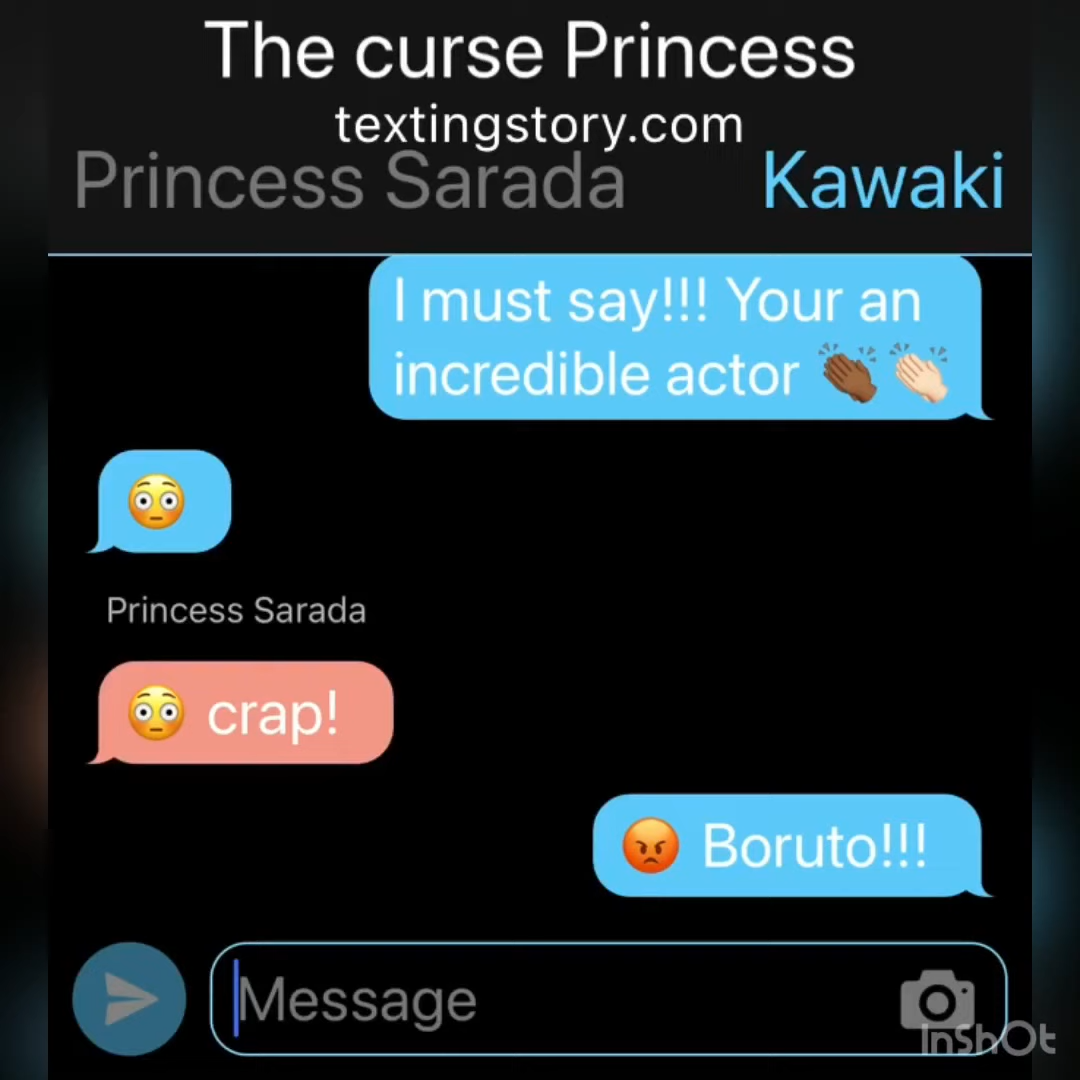 The curse Princess
textingstory.com
Princess Sarada Kawaki
I must say!!! Your an
incredible actor 👏🏾 👏🏻
😳
Princess Sarada
😳 crap!
😡 Boruto!!!
Message
InShOt